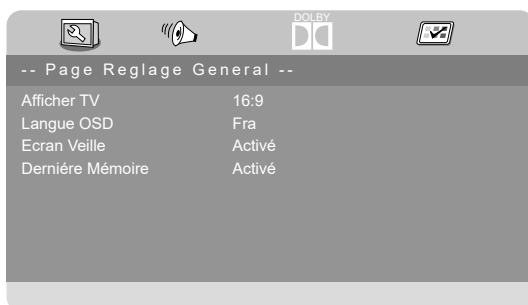 DOLBY
-- Page Reglage General --
Afficher TV 16:9
Langue OSD Fra
Ecran Veille Activé
Derniére Mémoire Activé